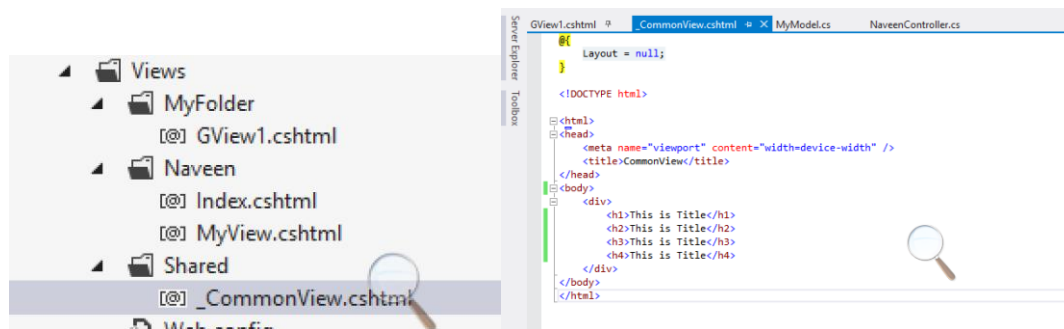 Views
MyFolder
[@] GView1.cshtml
Naveen
[@] Index.cshtml
[@] MyView.cshtml
Shared
[@] _CommonView.cshtml
Web.config
Server Explorer
Toolbox
GView1.cshtml _CommonView.cshtml MyModel.cs NaveenController.cs
@{
Layout = null;
}
<!DOCTYPE html>
<html>
<head>
<meta name="viewport" content="width=device-width" />
<title>CommonView</title>
</head>
<body>
<div>
<h1>This is Title</h1>
<h2>This is Title</h2>
<h3>This is Title</h3>
<h4>This is Title</h4>
</div>
</body>
</html>